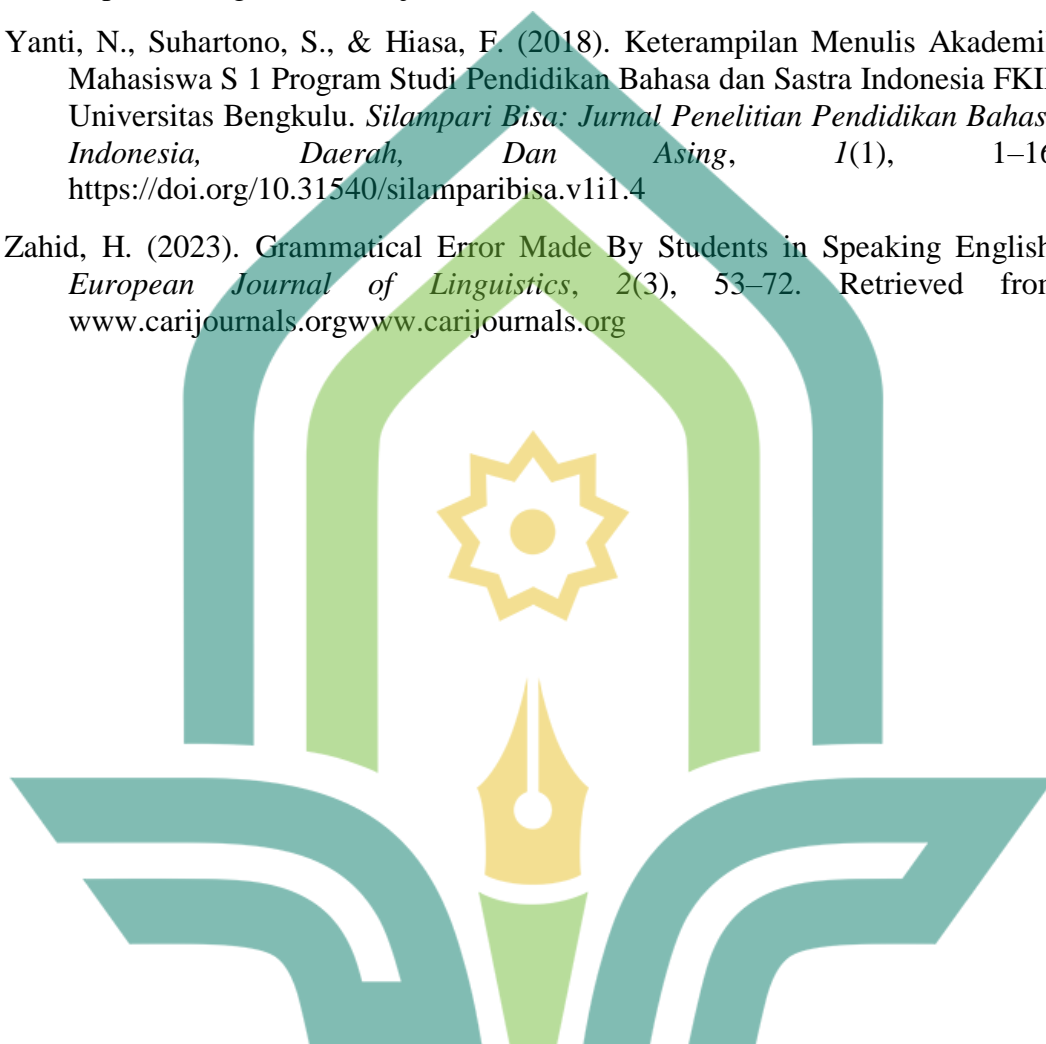 Yanti, N., Suhartono, S., & Hiasa, F. (2018). Keterampilan Menulis Akademi
Mahasiswa S 1 Program Studi Pendidikan Bahasa dan Sastra Indonesia FKI
Universitas Bengkulu. Silampari Bisa: Jurnal Penelitian Pendidikan Bahas
Indonesia, Daerah, Dan Asing, 1(1), 1–16
https://doi.org/10.31540/silamparibisa.v1i1.4
Zahid, H. (2023). Grammatical Error Made By Students in Speaking English
European Journal of Linguistics, 2(3), 53–72. Retrieved from
www.carijournals.orgwww.carijournals.org